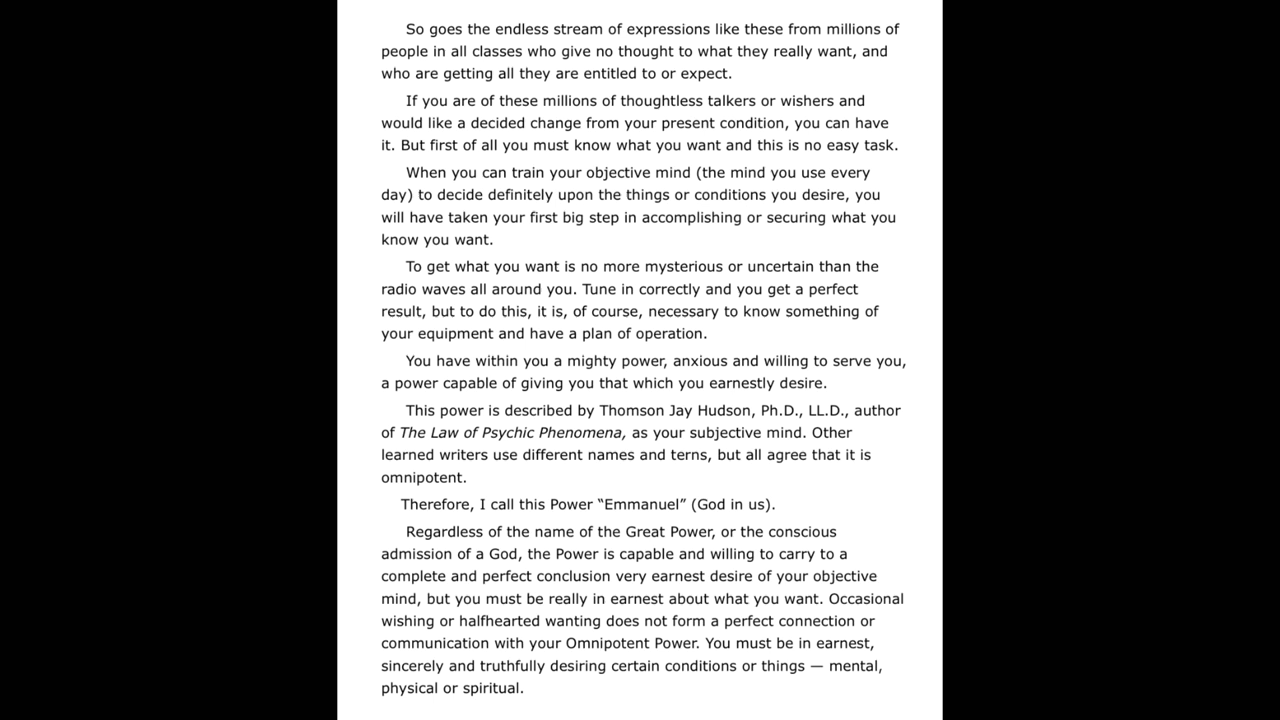 So goes the endless stream of expressions like these from millions of
people in all classes who give no thought to what they really want, and
who are getting all they are entitled to or expect.
If you are of these millions of thoughtless talkers or wishers and
would like a decided change from your present condition, you can have
it. But first of all you must know what you want and this is no easy task.
When you can train your objective mind (the mind you use every
day) to decide definitely upon the things or conditions you desire, you
will have taken your first big step in accomplishing or securing what you
know you want.
To get what you want is no more mysterious or uncertain than the
radio waves all around you. Tune in correctly and you get a perfect
result, but to do this, it is, of course, necessary to know something of
your equipment and have a plan of operation.
You have within you a mighty power, anxious and willing to serve you,
a power capable of giving you that which you earnestly desire.
This power is described by Thomson Jay Hudson, Ph.D., LL.D., author
of The Law of Psychic Phenomena, as your subjective mind. Other
learned writers use different names and terns, but all agree that it is
omnipotent.
Therefore, I call this Power “Emmanuel” (God in us).
Regardless of the name of the Great Power, or the conscious
admission of a God, the Power is capable and willing to carry to a
complete and perfect conclusion very earnest desire of your objective
mind, but you must be really in earnest about what you want. Occasional
wishing or halfhearted wanting does not form a perfect connection or
communication with your Omnipotent Power. You must be in earnest,
sincerely and truthfully desiring certain conditions or things — mental,
physical or spiritual.